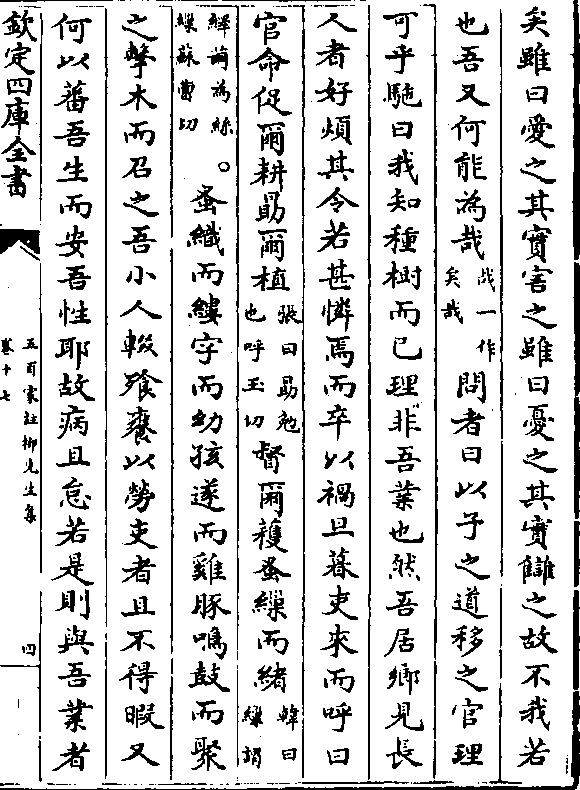 矣雖曰愛之其實害之雖曰憂之其實讎之故不我若
也吾又何能為哉哉一作矣哉問者曰以子之道移之官理
可乎駞曰我知種樹而已理非吾業也然吾居鄉見長
人者好煩其令若甚憐焉而卒以禍旦暮吏來而呼曰
官命促爾耕勗爾植張曰勗勉也呼玉切督爾穫蚤繅而緒韓曰繅謂
繹繭為絲繅蘇曹切。蚤織而縷字而幼孩遂而雞豚鳴鼓而聚
之擊木而召之吾小人輟飱饔以勞吏者且不得暇又
何以蕃吾生而安吾性耶故病且怠若是則與吾業者
欽定四庫全書
五百家註柳先生集
卷十七
四